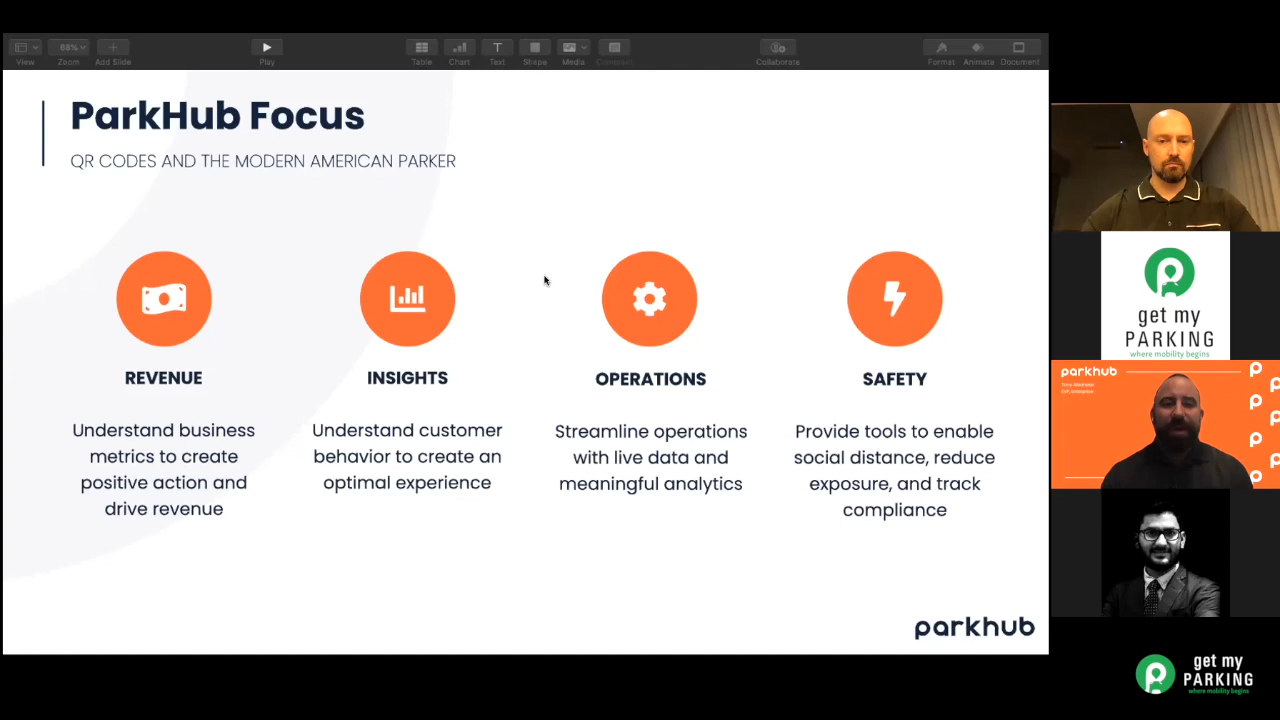 68%
View
Zoom
Add Slide
Play
Table
Chart
Text
Shape
Media
Comment
Collaborate
Format
Animate
Document
ParkHub Focus
QR CODES AND THE MODERN AMERICAN PARKER
REVENUE
Understand business
metrics to create
positive action and
drive revenue
INSIGHTS
Understand customer
behavior to create an
optimal experience
OPERATIONS
Streamline operations
with live data and
meaningful analytics
SAFETY
Provide tools to enable
social distance, reduce
exposure, and track
compliance
parkhub
get my
PARKING
where mobility begins
parkhub
EVP, Enterprise
get my
PARKING
where mobility begins